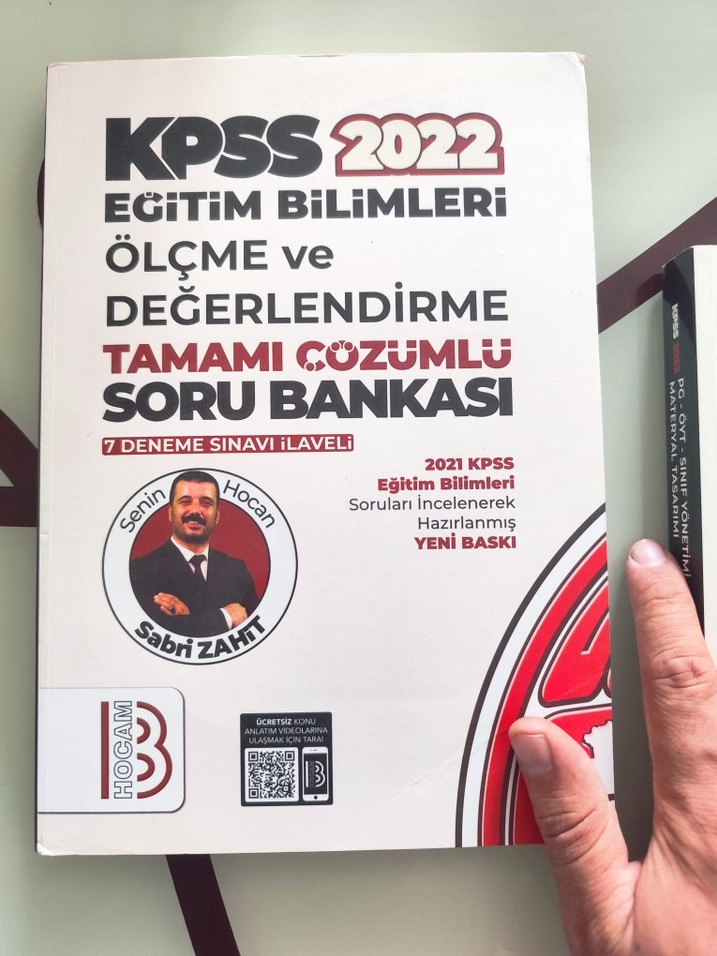 KPSS 2022
EĞİTİM BİLİMLERİ
ÖLÇME ve
DEĞERLENDİRME
TAMAMI ÇÖZÜMLÜ
SORU BANKASI
7 DENEME SINAVI İLAVELİ
2021 KPSS
Eğitim Bilimleri
Soruları İncelenerek
Hazırlanmış
YENİ BASKI
Senin Hocan
Sabri ZAHİT
B HOCAM
ÜCRETSİZ KONU
ANLATIM VİDEOLARINA
ULAŞMAK İÇİN TARA!
KPSS 2022
PG - ÖYT - SINIF YÖNETİMİ
MATERYAL TASARIMI